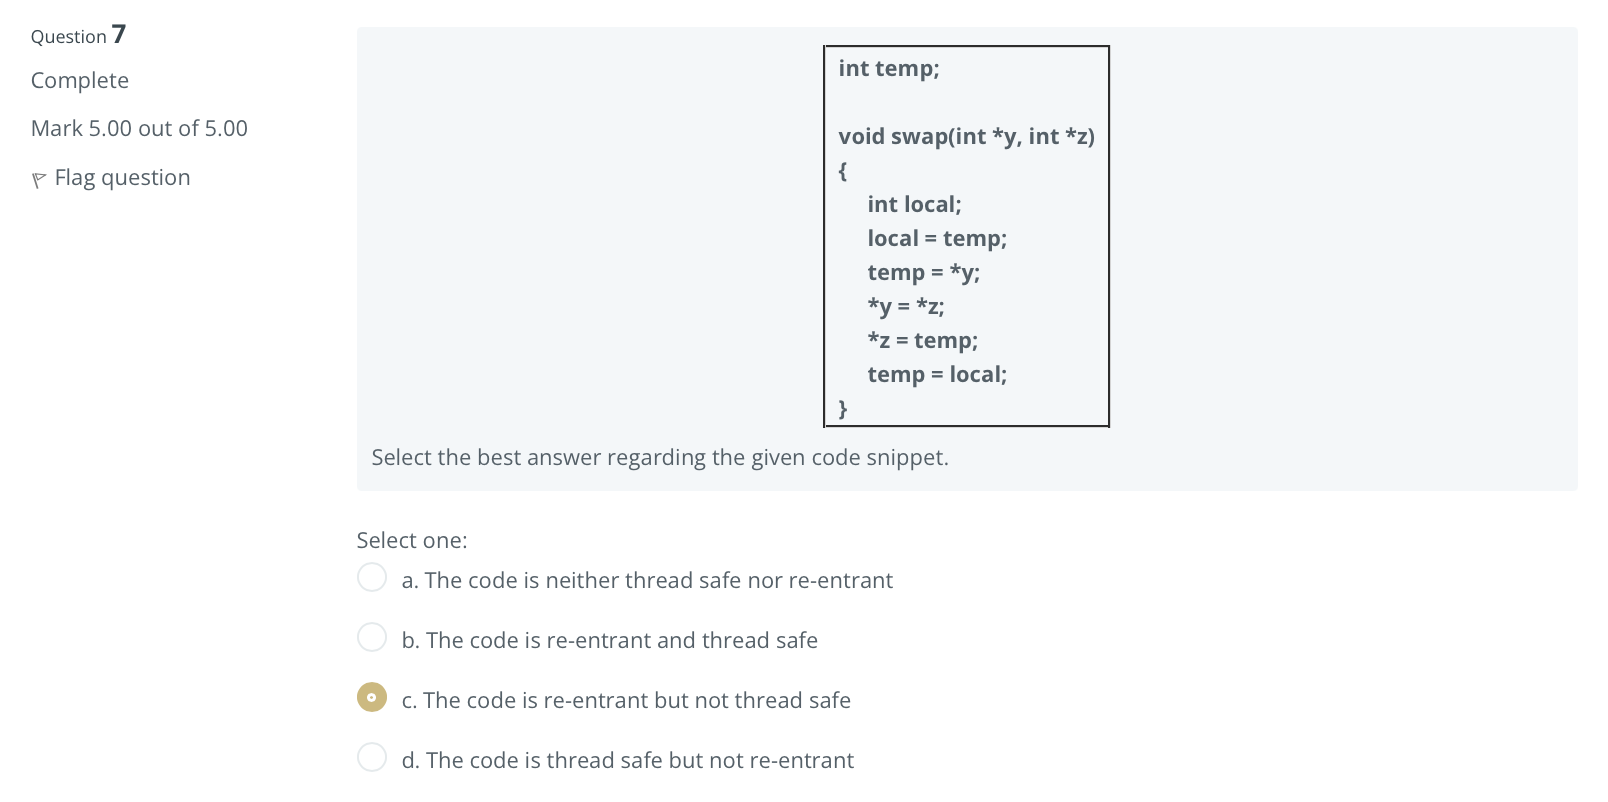 Question 7
Complete
Mark 5.00 out of 5.00
Flag question
int temp;
void swap(int *y, int *z)
{
int local;
local = temp;
temp = *y;
*y = *z;
*z = temp;
temp = local;
}
Select the best answer regarding the given code snippet.
Select one:
a. The code is neither thread safe nor re-entrant
b. The code is re-entrant and thread safe
c. The code is re-entrant but not thread safe
d. The code is thread safe but not re-entrant